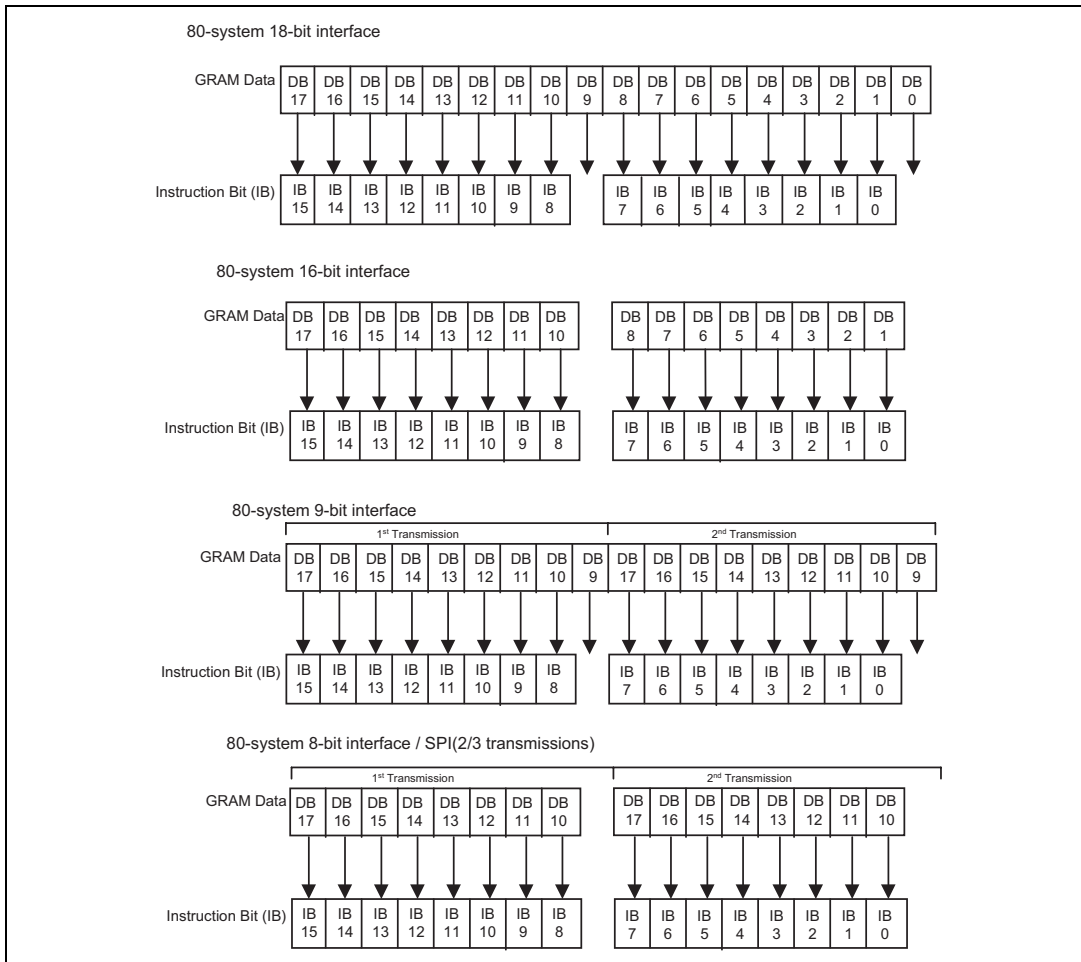 80-system 18-bit interface
GRAM Data
DB 17 DB 16 DB 15 DB 14 DB 13 DB 12 DB 11 DB 10 DB 9 DB 8 DB 7 DB 6 DB 5 DB 4 DB 3 DB 2 DB 1 DB 0
Instruction Bit (IB)
IB 15 IB 14 IB 13 IB 12 IB 11 IB 10 IB 9 IB 8 IB 7 IB 6 IB 5 IB 4 IB 3 IB 2 IB 1 IB 0
80-system 16-bit interface
GRAM Data
DB 17 DB 16 DB 15 DB 14 DB 13 DB 12 DB 11 DB 10 DB 8 DB 7 DB 6 DB 5 DB 4 DB 3 DB 2 DB 1
Instruction Bit (IB)
IB 15 IB 14 IB 13 IB 12 IB 11 IB 10 IB 9 IB 8 IB 7 IB 6 IB 5 IB 4 IB 3 IB 2 IB 1 IB 0
80-system 9-bit interface
1st Transmission 2nd Transmission
GRAM Data
DB 17 DB 16 DB 15 DB 14 DB 13 DB 12 DB 11 DB 10 DB 9 DB 17 DB 16 DB 15 DB 14 DB 13 DB 12 DB 11 DB 10 DB 9
Instruction Bit (IB)
IB 15 IB 14 IB 13 IB 12 IB 11 IB 10 IB 9 IB 8 IB 7 IB 6 IB 5 IB 4 IB 3 IB 2 IB 1 IB 0
80-system 8-bit interface / SPI(2/3 transmissions)
1st Transmission 2nd Transmission
GRAM Data
DB 17 DB 16 DB 15 DB 14 DB 13 DB 12 DB 11 DB 10 DB 17 DB 16 DB 15 DB 14 DB 13 DB 12 DB 11 DB 10
Instruction Bit (IB)
IB 15 IB 14 IB 13 IB 12 IB 11 IB 10 IB 9 IB 8 IB 7 IB 6 IB 5 IB 4 IB 3 IB 2 IB 1 IB 0